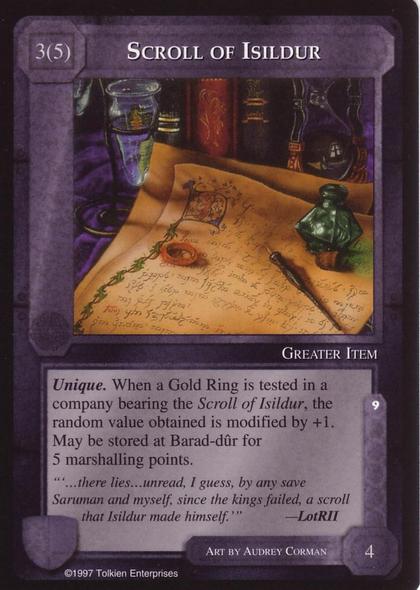 3(5)
SCROLL OF ISILDUR
GREATER ITEM
Unique. When a Gold Ring is tested in a
company bearing the Scroll of Isildur, the
random value obtained is modified by +1.
May be stored at Barad-dûr for
5 marshalling points.
9
“‘...there lies...unread, I guess, by any save
Saruman and myself, since the kings failed, a scroll
that Isildur made himself.’” —LotRII
ART BY AUDREY CORMAN
4
©1997 Tolkien Enterprises